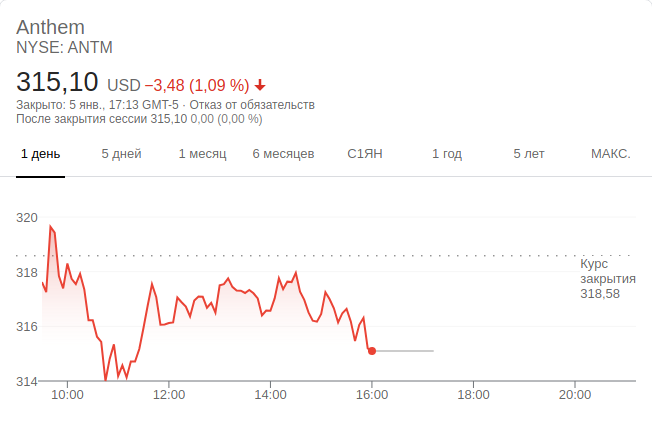 Anthem
NYSE: ANTM
315,10 USD −3,48 (1,09 %)
Закрыто: 5 янв., 17:13 GMT-5 · Отказ от обязательств
После закрытия сессии 315,10 0,00 (0,00 %)
1 день 5 дней 1 месяц 6 месяцев С1ЯН 1 год 5 лет МАКС.
320
318
316
314
Курс
закрытия
318,58
10:00 12:00 14:00 16:00 18:00 20:00